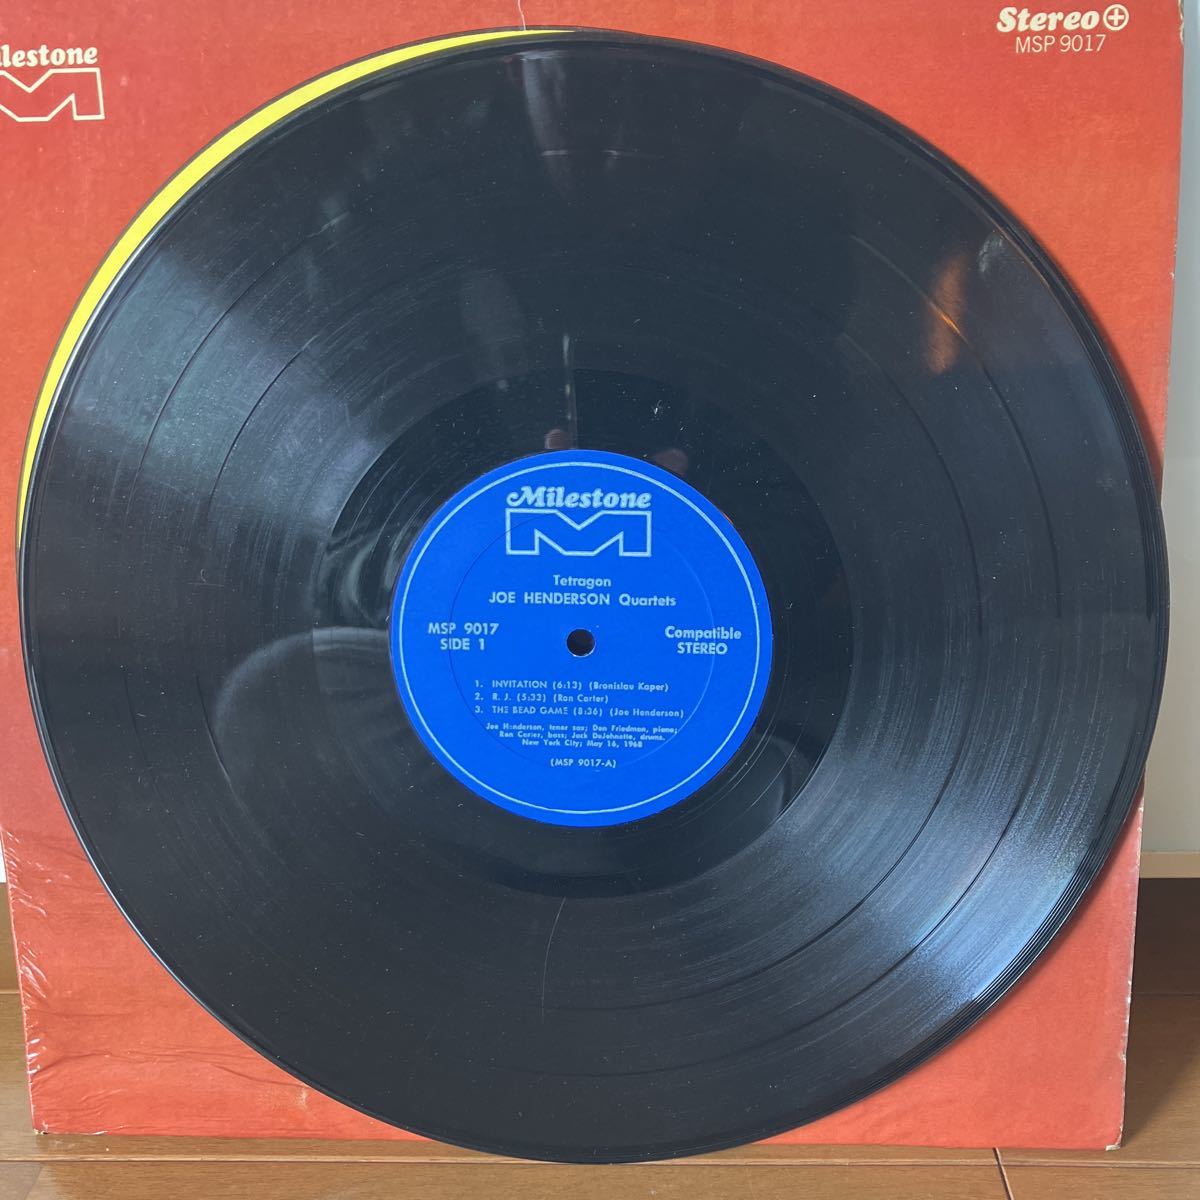 lestone
Stereo
MSP 9017
Milestone
Tetragon
JOE HENDERSON Quartets
MSP 9017
SIDE 1
Compatible
STEREO
1. INVITATION (6:13) (Bronislau Kaper)
2. R. J. (5:33) (Ron Carter)
3. THE BEAD GAME (8:36) (Joe Henderson)
Joe Henderson, tenor sax; Don Friedman, piano;
Ron Carter, bass; Jack DeJohnette, drums.
New York City; May 16, 1968
(MSP 9017-A)